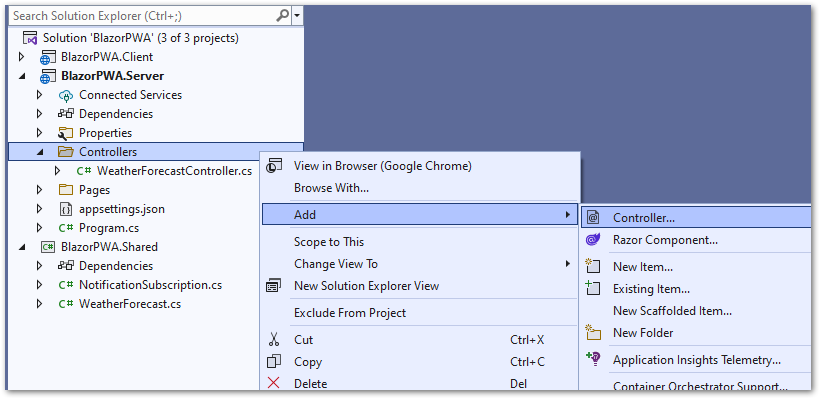 Search Solution Explorer (Ctrl+;)
Solution 'BlazorPWA' (3 of 3 projects)
BlazorPWA.Client
BlazorPWA.Server
Connected Services
Dependencies
Properties
Controllers
C# WeatherForecastController.cs
Pages
appsettings.json
C# Program.cs
C# BlazorPWA.Shared
Dependencies
C# NotificationSubscription.cs
C# WeatherForecast.cs
View in Browser (Google Chrome)
Browse With...
Add
Scope to This
Change View To
New Solution Explorer View
Exclude From Project
Cut Ctrl+X
Copy Ctrl+C
Delete Del
Controller...
Razor Component...
New Item...
Existing Item...
New Scaffolded Item...
New Folder
Application Insights Telemetry...
Container Orchestrator Support...